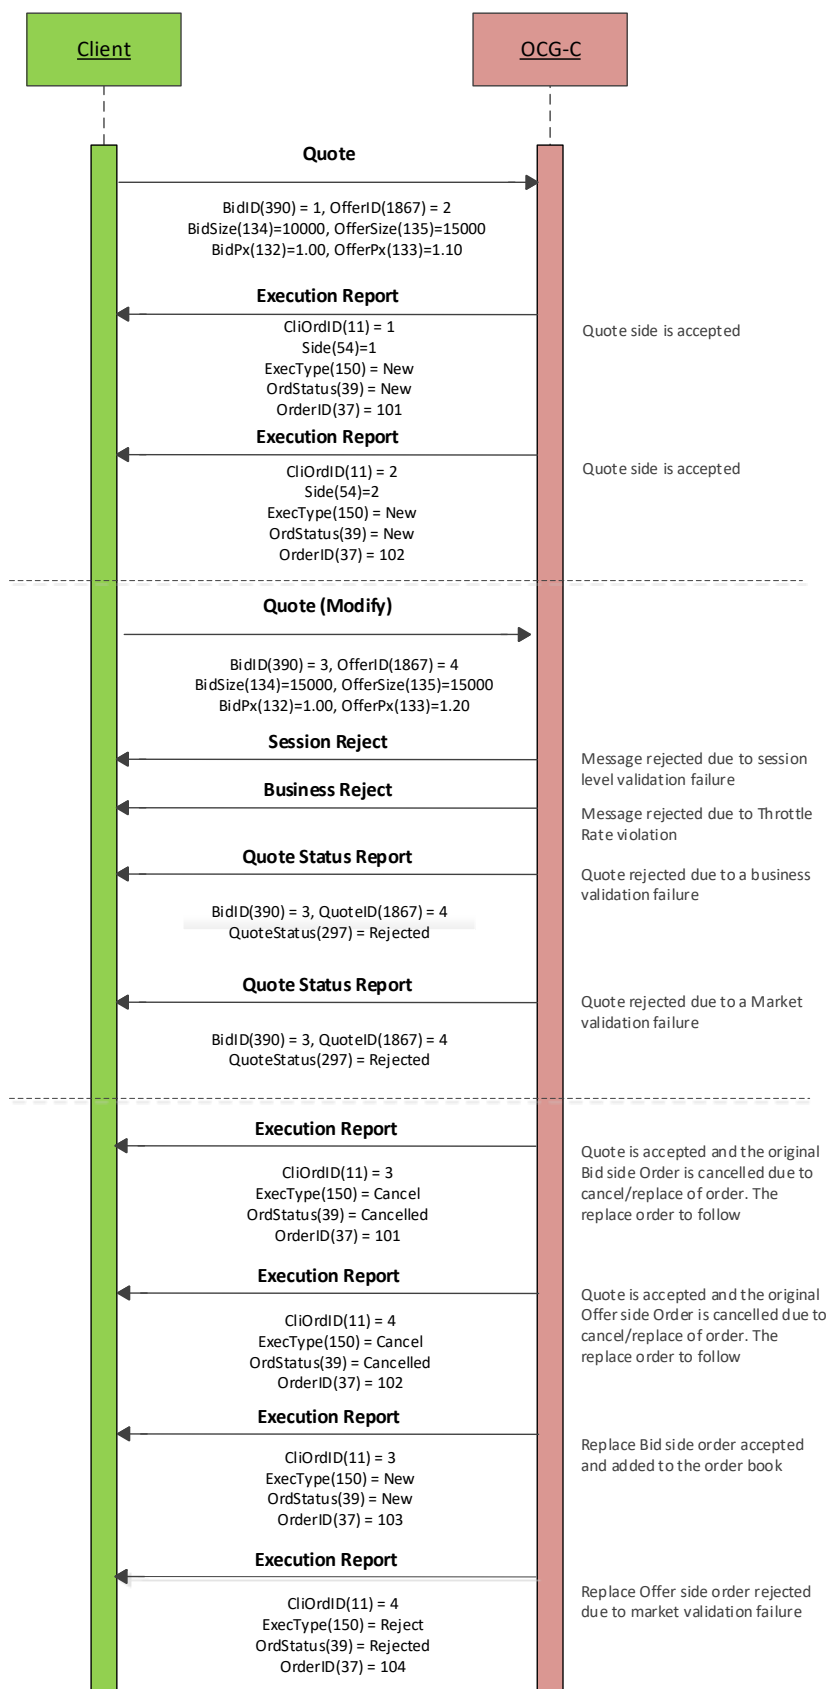 Client
OCG-C
Quote
BidID(390) = 1, OfferID(1867) = 2
BidSize(134)=10000, OfferSize(135)=15000
BidPx(132)=1.00, OfferPx(133)=1.10
Execution Report
CliOrdID(11) = 1
Side(54)=1
ExecType(150) = New
OrdStatus(39) = New
OrderID(37) = 101
Quote side is accepted
Execution Report
CliOrdID(11) = 2
Side(54)=2
ExecType(150) = New
OrdStatus(39) = New
OrderID(37) = 102
Quote side is accepted
Quote (Modify)
BidID(390) = 3, OfferID(1867) = 4
BidSize(134)=15000, OfferSize(135)=15000
BidPx(132)=1.00, OfferPx(133)=1.20
Session Reject
Message rejected due to session
level validation failure
Business Reject
Message rejected due to Throttle
Rate violation
Quote Status Report
Quote rejected due to a business
validation failure
BidID(390) = 3, QuoteID(1867) = 4
QuoteStatus(297) = Rejected
Quote Status Report
Quote rejected due to a Market
validation failure
BidID(390) = 3, QuoteID(1867) = 4
QuoteStatus(297) = Rejected
Execution Report
Quote is accepted and the original
Bid side Order is cancelled due to
cancel/replace of order. The
replace order to follow
CliOrdID(11) = 3
ExecType(150) = Cancel
OrdStatus(39) = Cancelled
OrderID(37) = 101
Execution Report
Quote is accepted and the original
Offer side Order is cancelled due to
cancel/replace of order. The
replace order to follow
CliOrdID(11) = 4
ExecType(150) = Cancel
OrdStatus(39) = Cancelled
OrderID(37) = 102
Execution Report
Replace Bid side order accepted
and added to the order book
CliOrdID(11) = 3
ExecType(150) = New
OrdStatus(39) = New
OrderID(37) = 103
Execution Report
Replace Offer side order rejected
due to market validation failure
CliOrdID(11) = 4
ExecType(150) = Reject
OrdStatus(39) = Rejected
OrderID(37) = 104